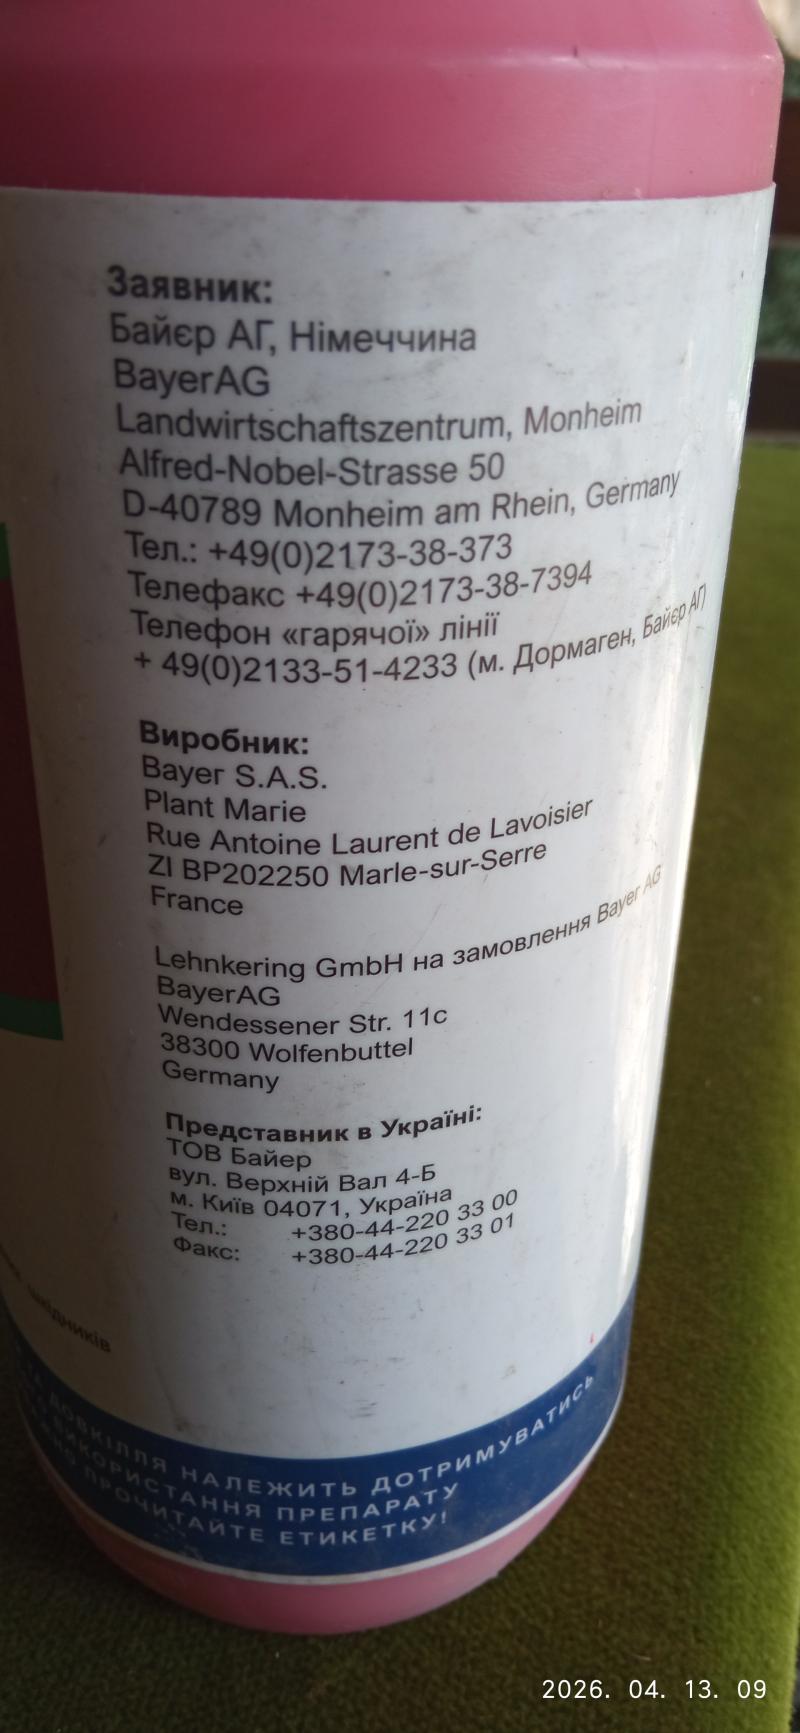 Заявник:
Байєр АГ, Німеччина
BayerAG
Landwirtschaftszentrum, Monheim
Alfred-Nobel-Strasse 50
D-40789 Monheim am Rhein, Germany
Тел.: +49(0)2173-38-373
Телефакс +49(0)2173-38-7394
Телефон «гарячої» лінії
+ 49(0)2133-51-4233 (м. Дормаген, Байєр АГ)
Виробник:
Bayer S.A.S.
Plant Marie
Rue Antoine Laurent de Lavoisier
ZI BP202250 Marle-sur-Serre
France
Lehnkering GmbH на замовлення Bayer AG
BayerAG
Wendessener Str. 11c
38300 Wolfenbuttel
Germany
Представник в Україні:
ТОВ Байер
вул. Верхній Вал 4-Б
м. Київ 04071, Україна
Тел.: +380-44-220 33 00
Факс: +380-44-220 33 01
ДОВКІЛЛЯ НАЛЕЖИТЬ ДОТРИМУВАТИСЬ
ВИКОРИСТАННЯ ПРЕПАРАТУ
ПРОЧИТАЙТЕ ЕТИКЕТКУ!
2026. 04. 13. 09